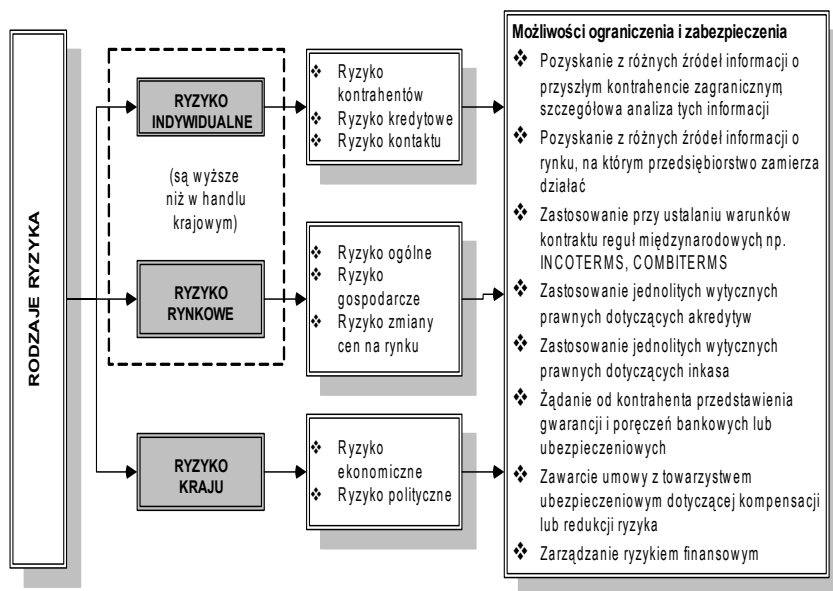 RODZAJE RYZYKA
RYZYKO
INDYWIDUALNE
(są wyższe
niż w handlu
krajowym)
RYZYKO
RYNKOWE
RYZYKO
KRAJU
❖ Ryzyko
kontrahentów
❖ Ryzyko kredytowe
❖ Ryzyko kontaktu
❖ Ryzyko ogólne
❖ Ryzyko
gospodarcze
❖ Ryzyko zmiany
cen na rynku
❖ Ryzyko
ekonomiczne
❖ Ryzyko polityczne
Możliwości ograniczenia i zabezpieczenia
❖ Pozyskanie z różnych źródeł informacji o
przyszłym kontrahencie zagranicznym,
szczegółowa analiza tych informacji
❖ Pozyskanie z różnych źródeł informacji o
rynku, na którym przedsiębiorstwo zamierza
działać
❖ Zastosowanie przy ustalaniu warunków
kontraktu reguł międzynarodowych, np.
INCOTERMS, COMBITERMS
❖ Zastosowanie jednolitych wytycznych
prawnych dotyczących akredytyw
❖ Zastosowanie jednolitych wytycznych
prawnych dotyczących inkasa
❖ Żądanie od kontrahenta przedstawienia
gwarancji i poręczeń bankowych lub
ubezpieczeniowych
❖ Zawarcie umowy z towarzystwem
ubezpieczeniowym dotyczącej kompensacji
lub redukcji ryzyka
❖ Zarządzanie ryzykiem finansowym